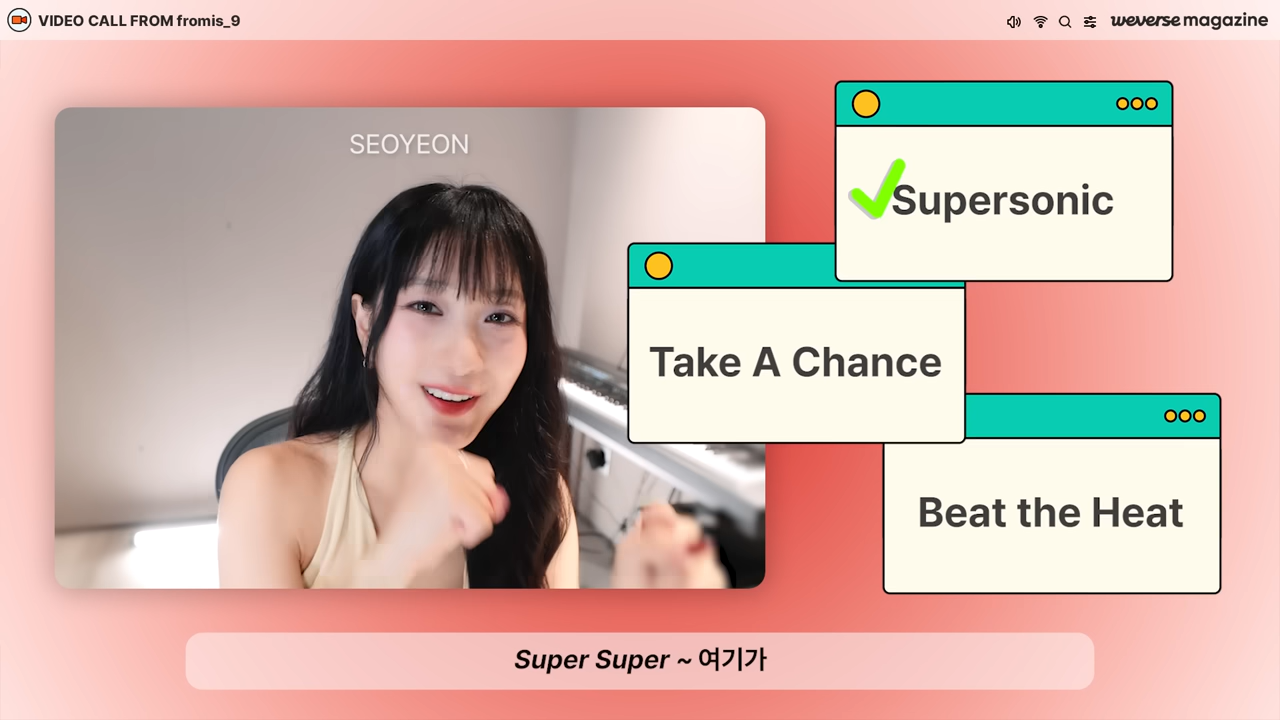 VIDEO CALL FROM fromis_9
weverse magazine
SEOYEON
Supersonic
Take A Chance
Beat the Heat
Super Super ~ 여기가